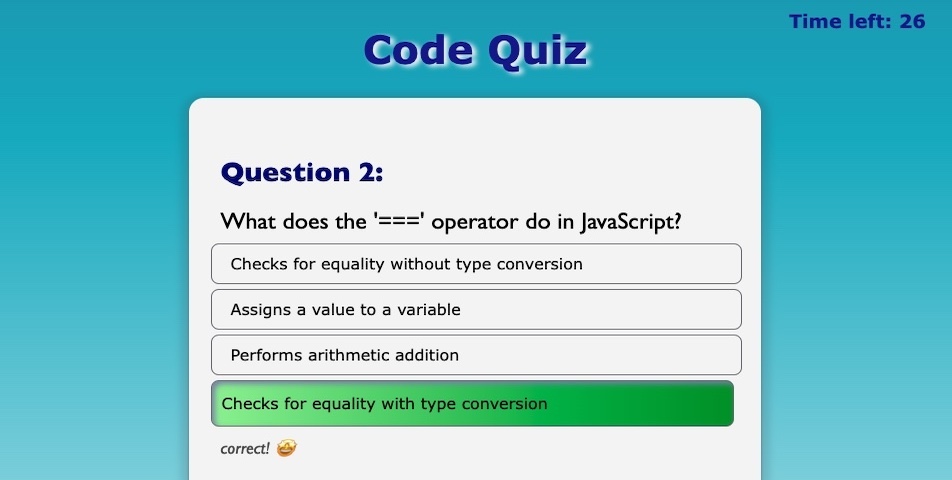 Time left: 26
Code Quiz
Question 2:
What does the '===' operator do in JavaScript?
Checks for equality without type conversion
Assigns a value to a variable
Performs arithmetic addition
Checks for equality with type conversion
correct! 🤩